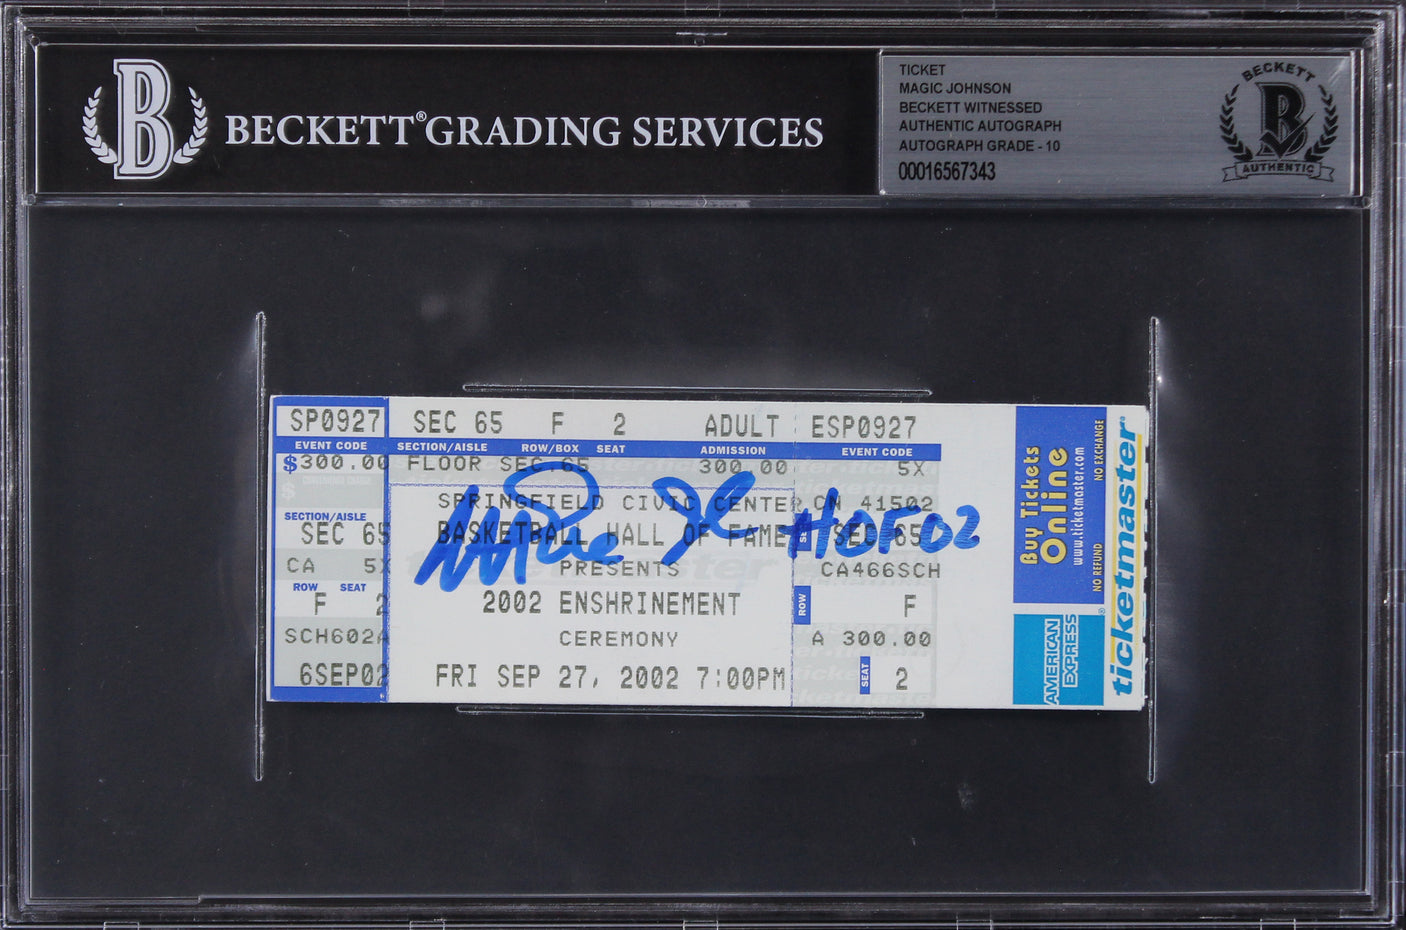 BECKETT® GRADING SERVICES
TICKET
MAGIC JOHNSON
BECKETT WITNESSED
AUTHENTIC AUTOGRAPH
AUTOGRAPH GRADE - 10
00016567343
BECKETT
AUTHENTIC
SP0927 SEC 65 F 2 ADULT ESP0927
EVENT CODE SECTION/AISLE ROW/BOX SEAT ADMISSION EVENT CODE
$300.00 FLOOR SEC 65 300.00 5X
SPRINGFIELD CIVIC CENTER CN 41502
SECTION/AISLE
SEC 65 BASKETBALL HALL OF FAME SEC 65
Magic Johnson HOF 02
CA 5X PRESENTS CA466SCH
ROW SEAT
F 2 2002 ENSHRINEMENT ROW F
SCH602A CEREMONY A 300.00
6SEP02 FRI SEP 27, 2002 7:00PM SEAT 2
Buy Tickets
Online
www.ticketmaster.com
NO REFUND NO EXCHANGE
AMERICAN
EXPRESS
ticketmaster